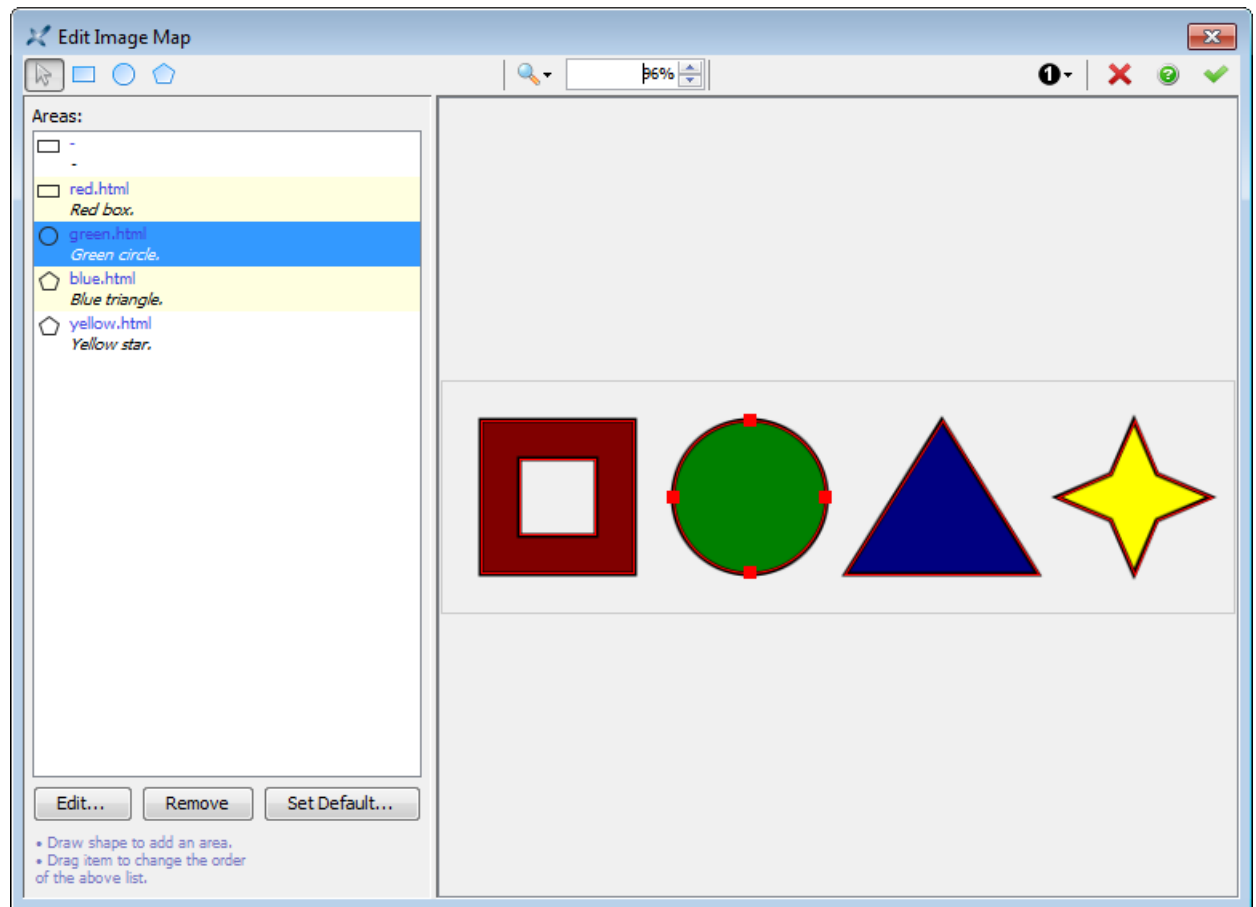 Edit Image Map
96%
1
Areas:
-
-
red.html
Red box.
green.html
Green circle.
blue.html
Blue triangle.
yellow.html
Yellow star.
Edit... Remove Set Default...
• Draw shape to add an area.
• Drag item to change the order
of the above list.